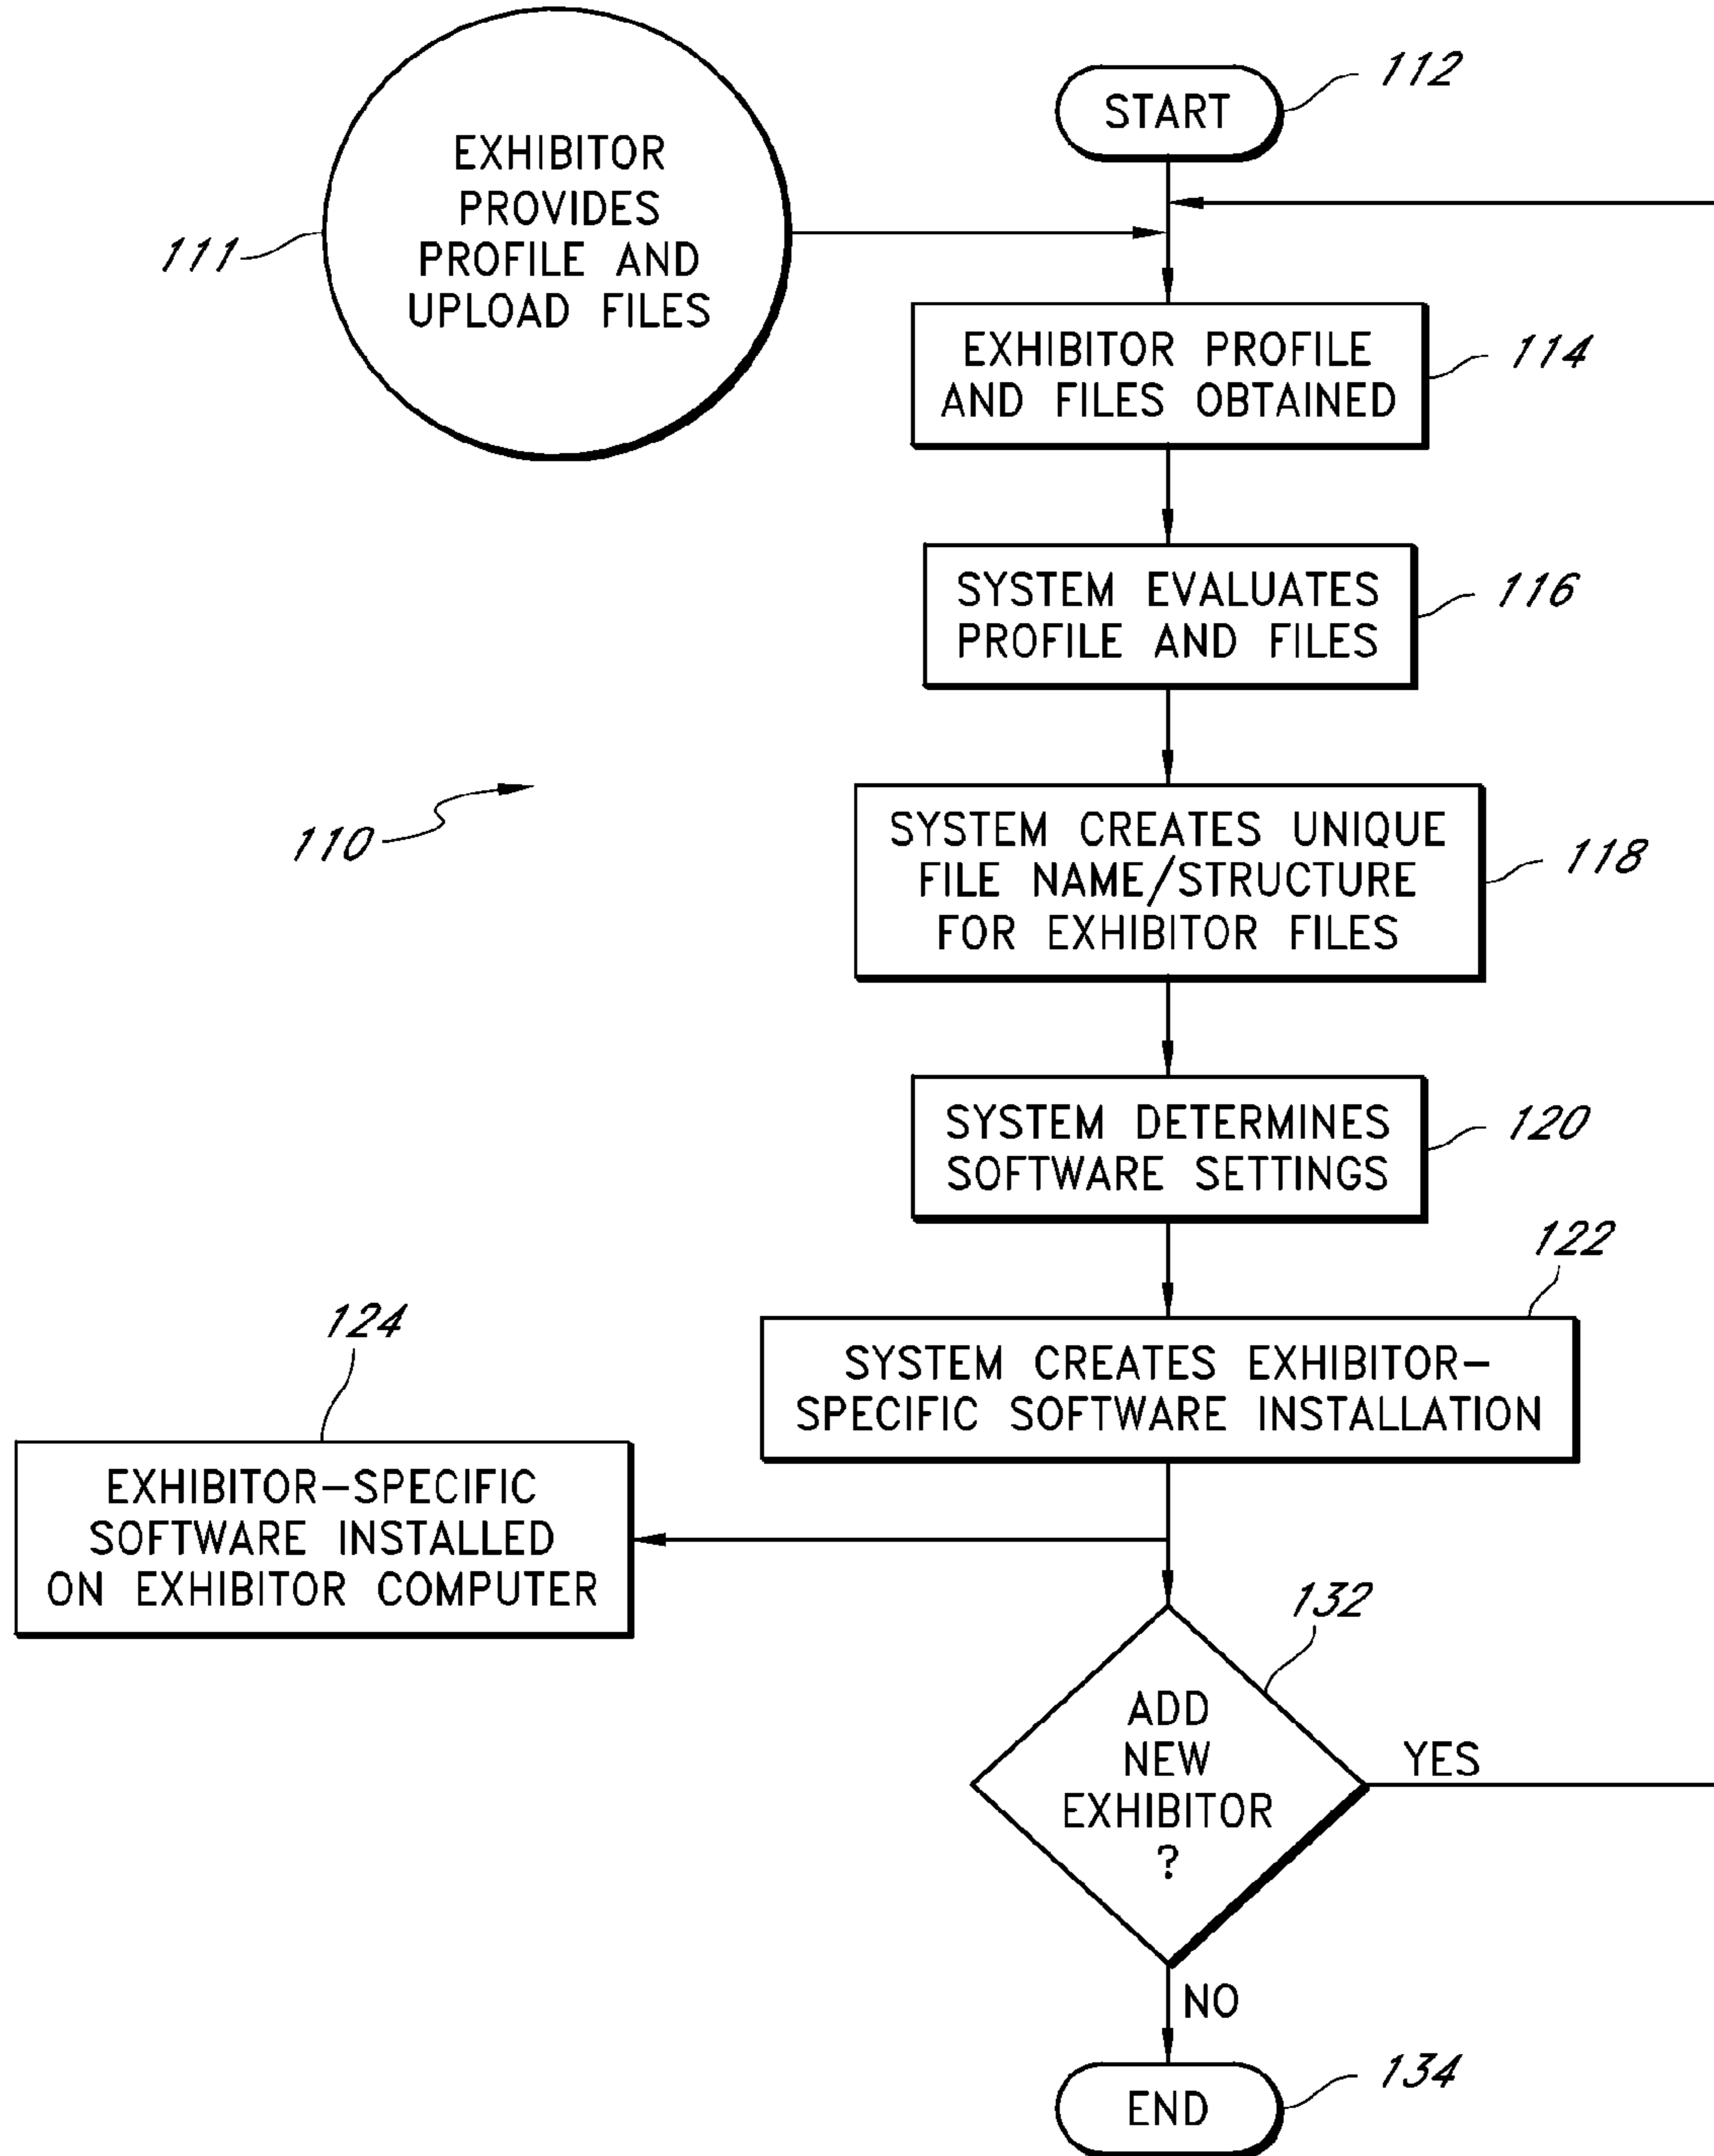 112
START
EXHIBITOR
PROVIDES
PROFILE AND
UPLOAD FILES
111
EXHIBITOR PROFILE
AND FILES OBTAINED
114
SYSTEM EVALUATES
PROFILE AND FILES
116
110
SYSTEM CREATES UNIQUE
FILE NAME/STRUCTURE
FOR EXHIBITOR FILES
118
SYSTEM DETERMINES
SOFTWARE SETTINGS
120
122
SYSTEM CREATES EXHIBITOR-
SPECIFIC SOFTWARE INSTALLATION
124
EXHIBITOR-SPECIFIC
SOFTWARE INSTALLED
ON EXHIBITOR COMPUTER
132
ADD
NEW
EXHIBITOR
?
YES
NO
END
134